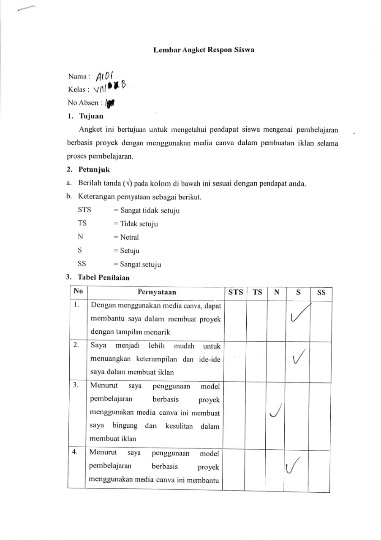 Lembar Angket Respon Siswa
Nama : AIDI
Kelas : VIII B
No Absen :
1. Tujuan
Angket ini bertujuan untuk mengetahui pendapat siswa mengenai pembelajaran
berbasis proyek dengan menggunakan media canva dalam pembuatan iklan selama
proses pembelajaran.
2. Petunjuk
a. Berilah tanda (√) pada kolom di bawah ini sesuai dengan pendapat anda.
b. Keterangan pernyataan sebagai berikut.
STS = Sangat tidak setuju
TS = Tidak setuju
N = Netral
S = Setuju
SS = Sangat setuju
3. Tabel Penilaian
No Pernyataan STS TS N S SS
1. Dengan menggunakan media canva, dapat
membantu saya dalam membuat proyek
dengan tampilan menarik √
2. Saya menjadi lebih mudah untuk
menuangkan keterampilan dan ide-ide √
saya dalam membuat iklan
3. Menurut saya penggunaan model
pembelajaran berbasis proyek
menggunakan media canva ini membuat √
saya bingung dan kesulitan dalam
membuat iklan
4. Menurut saya penggunaan model
pembelajaran berbasis proyek √
menggunakan media canva ini membantu